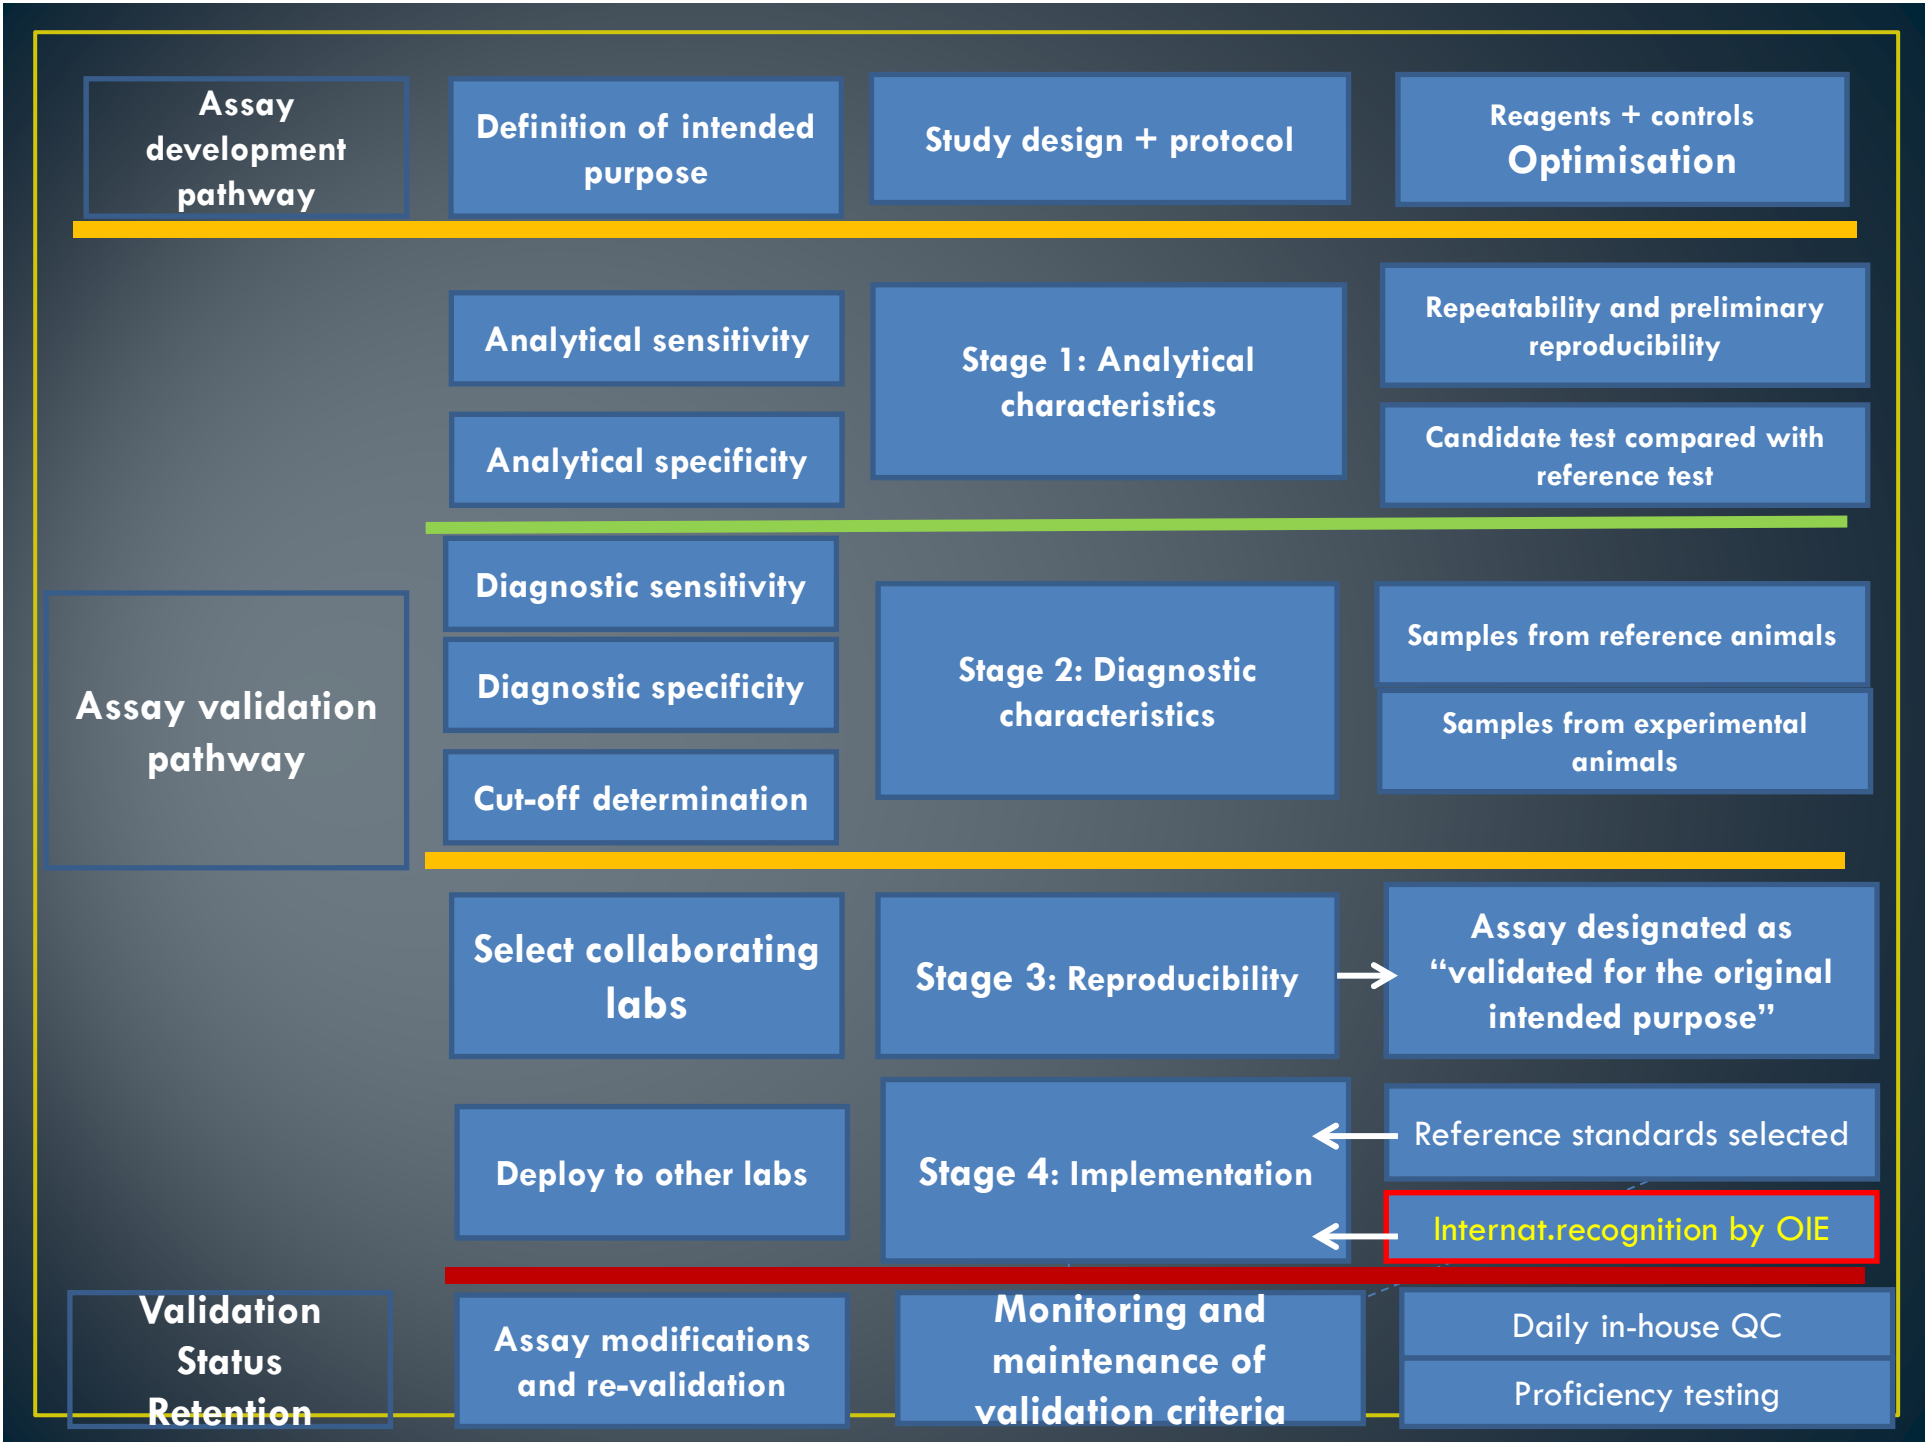 Assay
development
pathway
Definition of intended
purpose
Study design + protocol
Reagents + controls
Optimisation
Analytical sensitivity
Analytical specificity
Stage 1: Analytical
characteristics
Repeatability and preliminary
reproducibility
Candidate test compared with
reference test
Assay validation
pathway
Diagnostic sensitivity
Diagnostic specificity
Cut-off determination
Stage 2: Diagnostic
characteristics
Samples from reference animals
Samples from experimental
animals
Select collaborating
labs
Stage 3: Reproducibility
Assay designated as
“validated for the original
intended purpose”
Deploy to other labs
Stage 4: Implementation
Reference standards selected
Internat.recognition by OIE
Validation
Status
Retention
Assay modifications
and re-validation
Monitoring and
maintenance of
validation criteria
Daily in-house QC
Proficiency testing